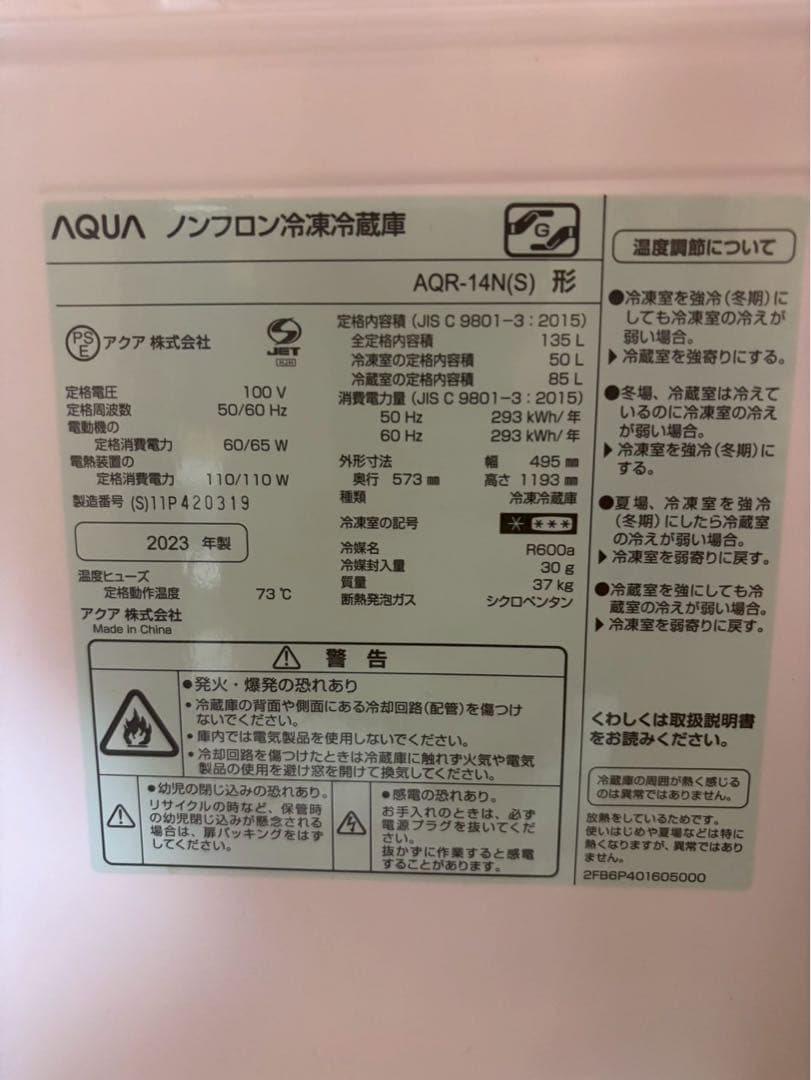 AQUA ノンフロン冷凍冷蔵庫
G
AQR-14N(S) 形
PS
E
アクア 株式会社
JET
定格電圧 100 V
定格周波数 50/60 Hz
電動機の
定格消費電力 60/65 W
電熱装置の
定格消費電力 110/110 W
製造番号 (S)11P420319
2023 年製
温度ヒューズ
定格動作温度 73 ℃
アクア 株式会社
Made in China
定格内容積 (JIS C 9801-3:2015)
全定格内容積 135 L
冷凍室の定格内容積 50 L
冷蔵室の定格内容積 85 L
消費電力量 (JIS C 9801-3:2015)
50 Hz 293 kWh/年
60 Hz 293 kWh/年
外形寸法 幅 495 mm
奥行 573 mm 高さ 1193 mm
種類 冷凍冷蔵庫
冷凍室の記号 * ***
冷媒名 R600a
冷媒封入量 30 g
質量 37 kg
断熱発泡ガス シクロペンタン
⚠ 警告
●発火・爆発の恐れあり
・冷蔵庫の背面や側面にある冷却回路(配管)を傷つけ
ないでください。
・庫内では電気製品を使用しないでください。
・冷却回路を傷つけたときは冷蔵庫に触れず火気や電気
製品の使用を避け窓を開けて換気してください。
●幼児の閉じ込みの恐れあり。
リサイクルの時など、保管時
の幼児閉じ込みが懸念される
場合は、扉パッキングをはず
してください。
●感電の恐れあり。
お手入れのときは、必ず
電源プラグを抜いてくだ
さい。
抜かずに作業すると感電
することがあります。
温度調節について
●冷凍室を強冷(冬期)に
しても冷凍室の冷えが
弱い場合。
▶冷蔵室を強寄りにする。
●冬場、冷蔵室は冷えて
いるのに冷凍室の冷え
が弱い場合。
▶冷凍室を強冷(冬期)に
する。
●夏場、冷凍室を強冷
(冬期)にしたら冷蔵室
の冷えが弱い場合。
▶冷凍室を弱寄りに戻す。
●冷蔵室を強にしても冷
蔵室の冷えが弱い場合。
▶冷凍室を弱寄りに戻す。
くわしくは取扱説明書
をお読みください。
冷蔵庫の周囲が熱く感じる
のは異常ではありません。
放熱をしているためです。
使いはじめや夏場などは特に
熱くなりますが、異常ではあり
ません。
2FB6P401605000